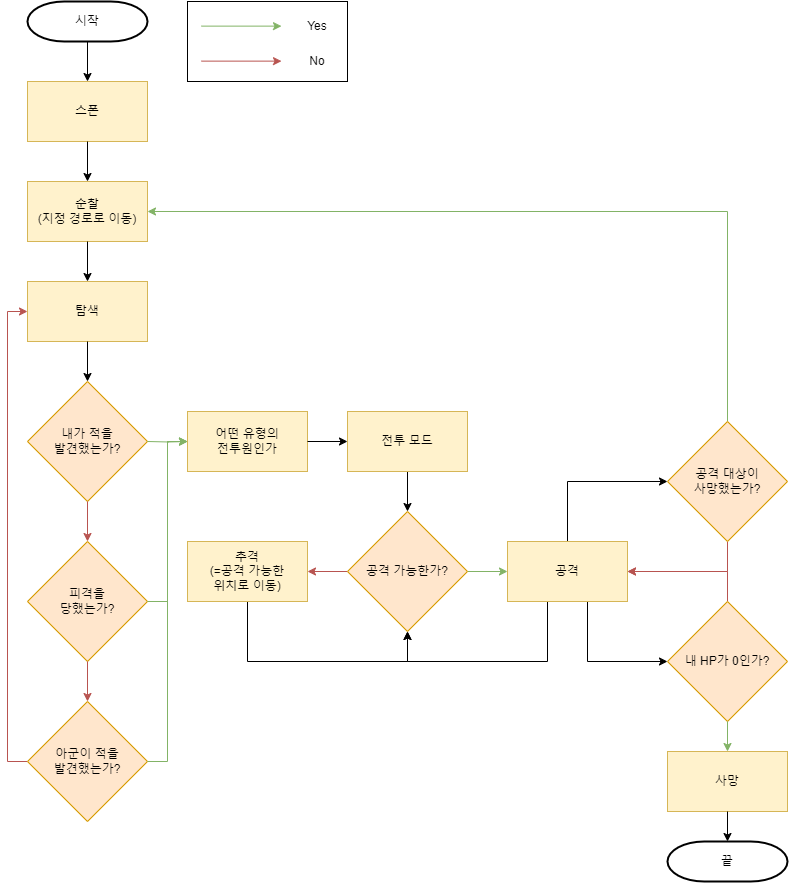 시작
Yes
No
스폰
순찰
(지정 경로로 이동)
탐색
내가 적을
발견했는가?
어떤 유형의
전투원인가
전투 모드
공격 대상이
사망했는가?
추격
(=공격 가능한
위치로 이동)
공격 가능한가?
공격
피격을
당했는가?
내 HP가 0인가?
아군이 적을
발견했는가?
사망
끝